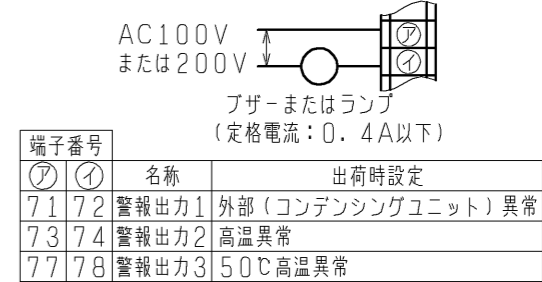 AC100V
または200V
㋐
㋑
ブザーまたはランプ
（定格電流：0．4A以下）
端子番号
㋐ ㋑ 名称 出荷時設定
71 72 警報出力1 外部（コンデンシングユニット）異常
73 74 警報出力2 高温異常
77 78 警報出力3 50℃高温異常